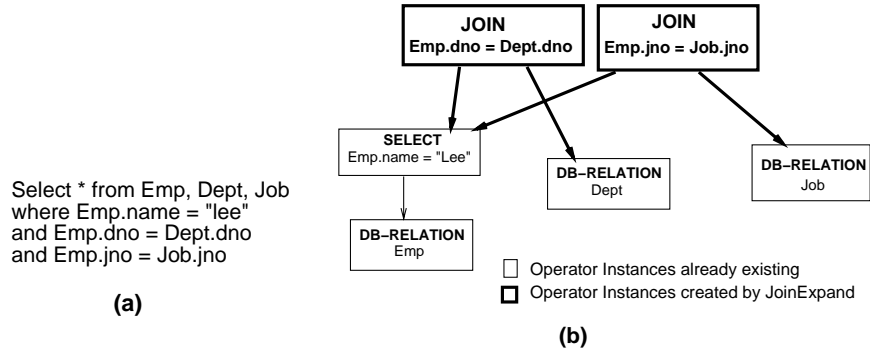 JOIN
Emp.dno = Dept.dno
JOIN
Emp.jno = Job.jno
SELECT
Emp.name = "Lee"
DB−RELATION
Dept
DB−RELATION
Job
DB−RELATION
Emp
Select * from Emp, Dept, Job
where Emp.name = "lee"
and Emp.dno = Dept.dno
and Emp.jno = Job.jno
(a)
Operator Instances already existing
Operator Instances created by JoinExpand
(b)